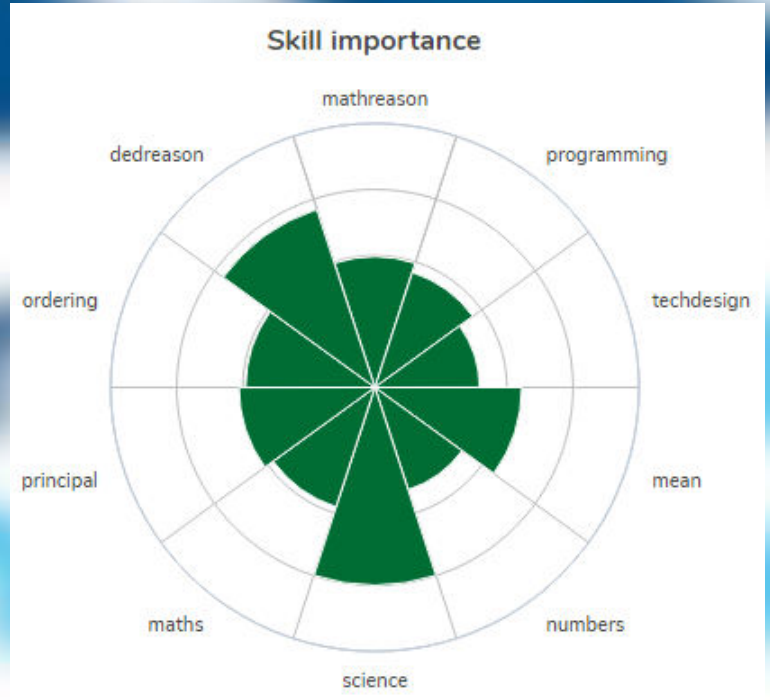 Skill importance
mathreason
dedreason
programming
ordering
techdesign
principal
mean
maths
numbers
science